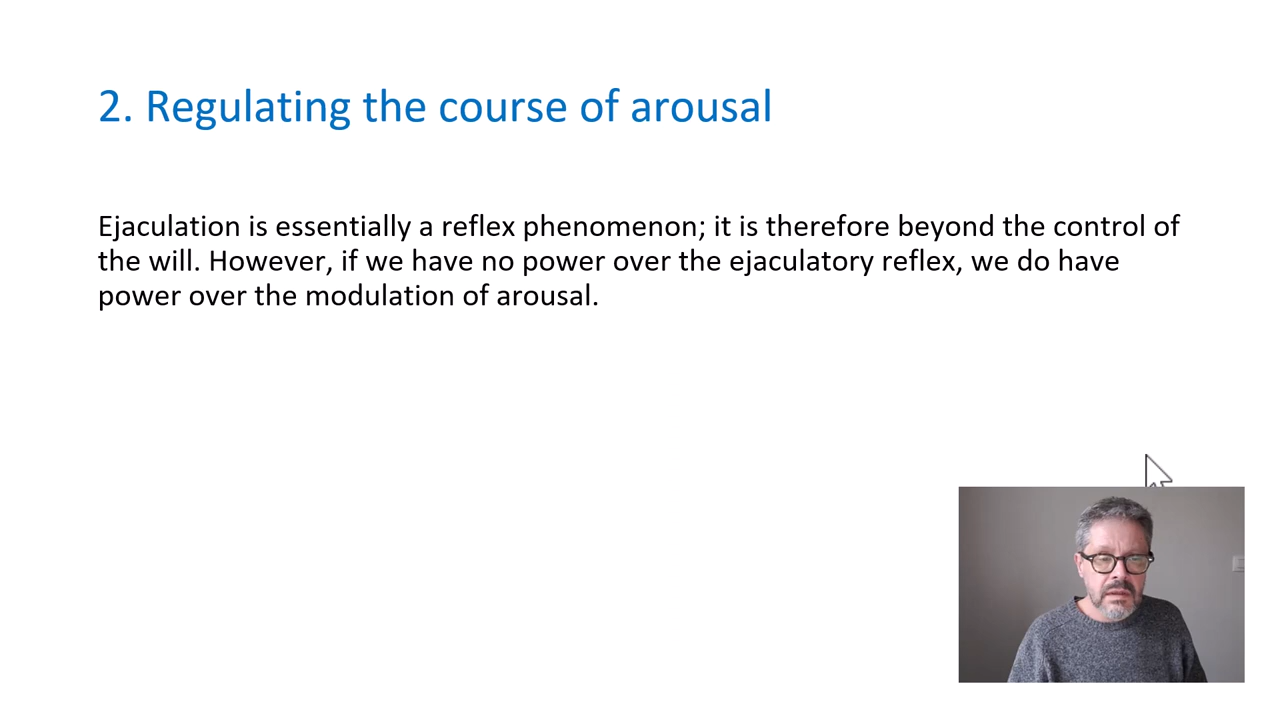 2. Regulating the course of arousal
Ejaculation is essentially a reflex phenomenon; it is therefore beyond the control of
the will. However, if we have no power over the ejaculatory reflex, we do have
power over the modulation of arousal.